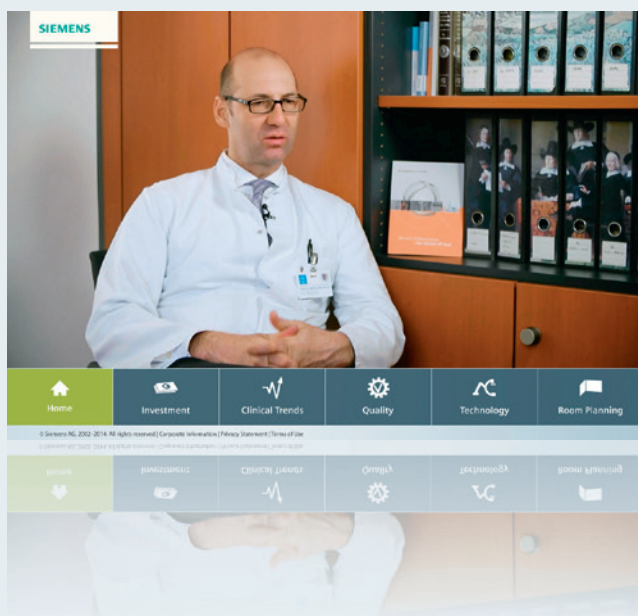 SIEMENS
Home
Investment
Clinical Trends
Quality
Technology
Room Planning
© Siemens AG, 2002–2014. All rights reserved | Corporate Information | Privacy Statement | Terms of Use